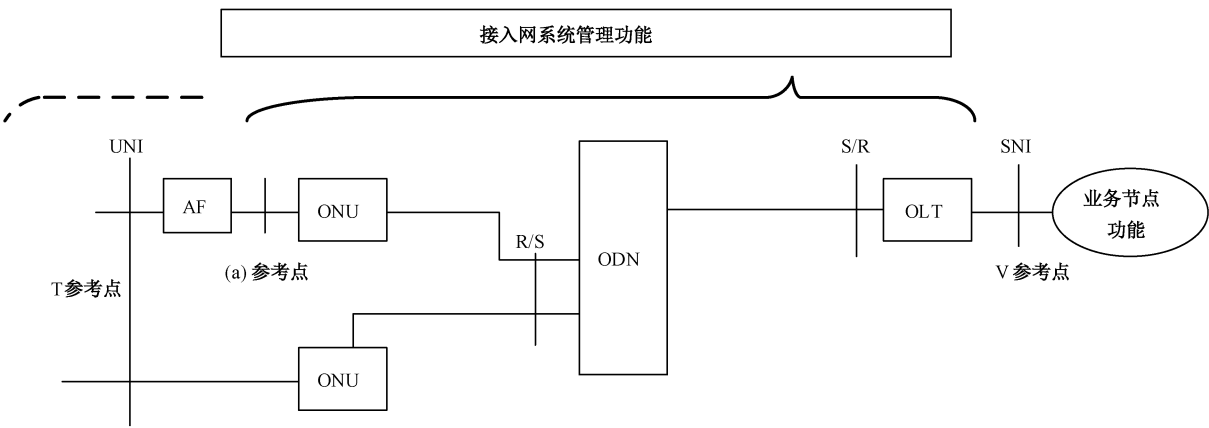 接入网系统管理功能
UNI
S/R
SNI
AF
ONU
OLT
业务节点
功能
R/S
ODN
(a) 参考点
V 参考点
T参考点
ONU